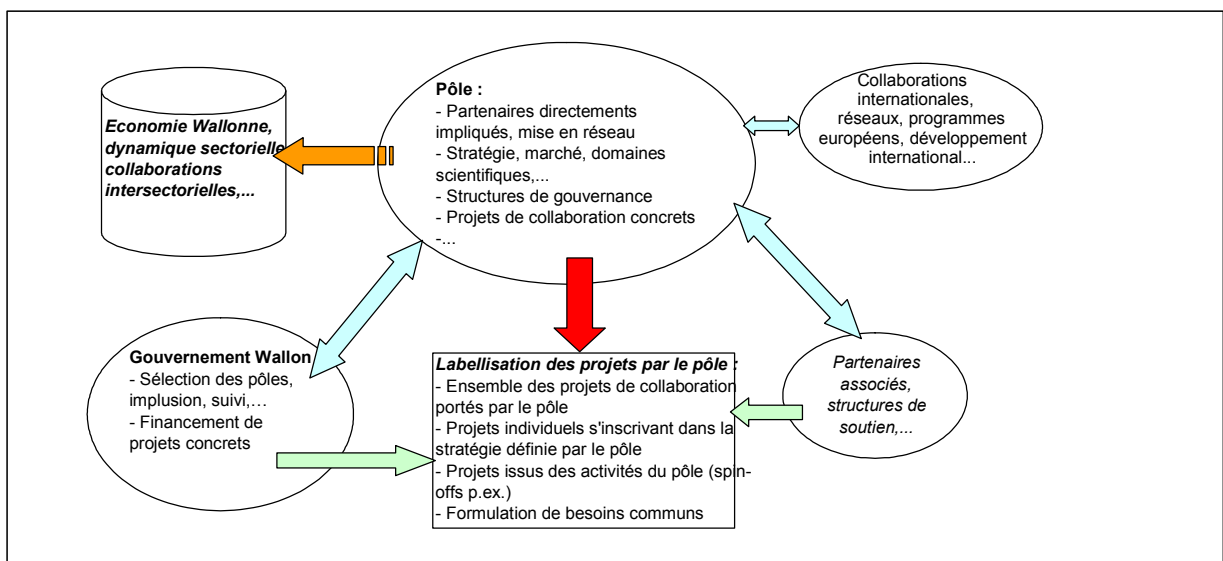 Economie Wallonne,
dynamique sectorielle
collaborations
intersectorielles,...
Pôle :
- Partenaires directements
impliqués, mise en réseau
- Stratégie, marché, domaines
scientifiques,...
- Structures de gouvernance
- Projets de collaboration concrets
-...
Collaborations
internationales,
réseaux, programmes
européens, développement
international...
Gouvernement Wallon
- Sélection des pôles,
implusion, suivi,...
- Financement de
projets concrets
Labellisation des projets par le pôle :
- Ensemble des projets de collaboration
portés par le pôle
- Projets individuels s'inscrivant dans la
stratégie définie par le pôle
- Projets issus des activités du pôle (spin-
offs p.ex.)
- Formulation de besoins communs
Partenaires
associés,
structures de
soutien,...